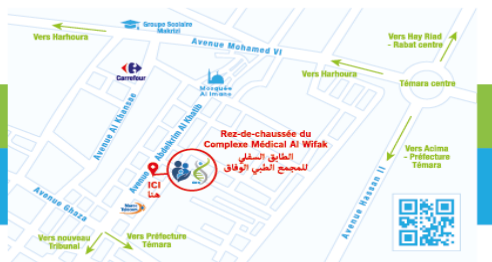 Groupe Scolaire
Makrizi
Vers Harhoura
Avenue Mohamed VI
Vers Hay Riad
- Rabat centre
Carrefour
Mosquée
Al Imane
Vers Harhoura
Témara centre
Avenue Al Khansae
Avenue Abdelkrim Al Khatib
Rez-de-chaussée du
Complexe Médical Al Wifak
الطابق السفلي
للمجمع الطبي الوفاق
Vers Acima
- Préfecture
Témara
ICI
هنا
Avenue Hassan II
Avenue Ghaza
Maroc
Telecom
Vers nouveau
Tribunal
Vers Préfecture
Témara